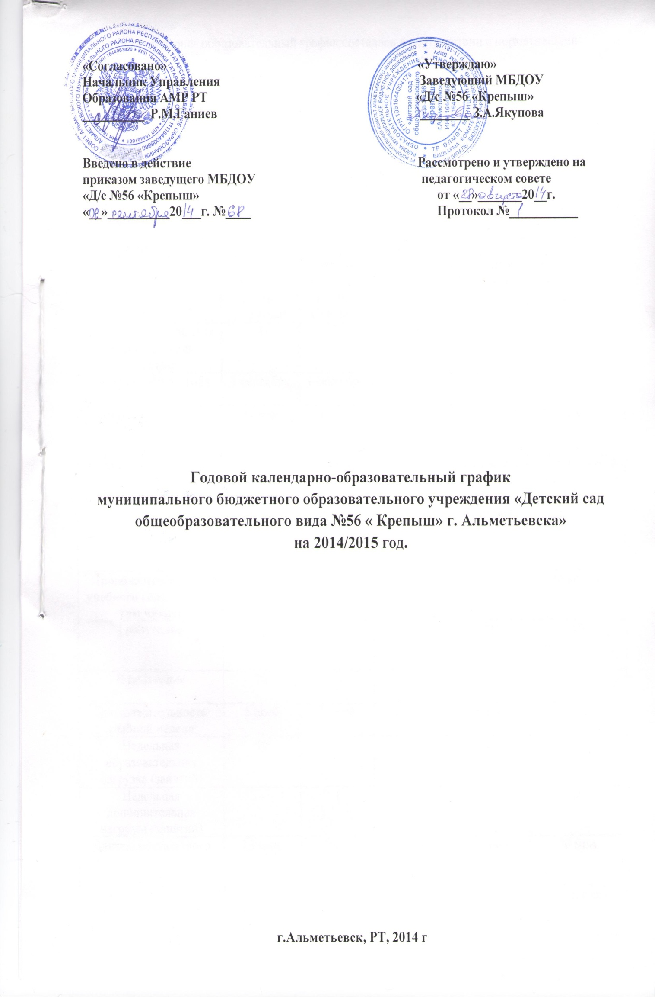 «Согласовано»
Начальник Управления
Образования АМР РТ
__________ Р.М.Ганиев
«Утверждаю»
Заведующий МБДОУ
«Д/с №56 «Крепыш»
________ З.А.Якупова
Введено в действие
приказом заведущего МБДОУ
«Д/с №56 «Крепыш»
«02» сентября 2014 г. №68
Рассмотрено и утверждено на
педагогическом совете
от «28» августа 2014 г.
Протокол № 1
Годовой календарно-образовательный график
муниципального бюджетного образовательного учреждения «Детский сад
общеобразовательного вида №56 « Крепыш» г. Альметьевска»
на 2014/2015 год.
г.Альметьевск, РТ, 2014 г